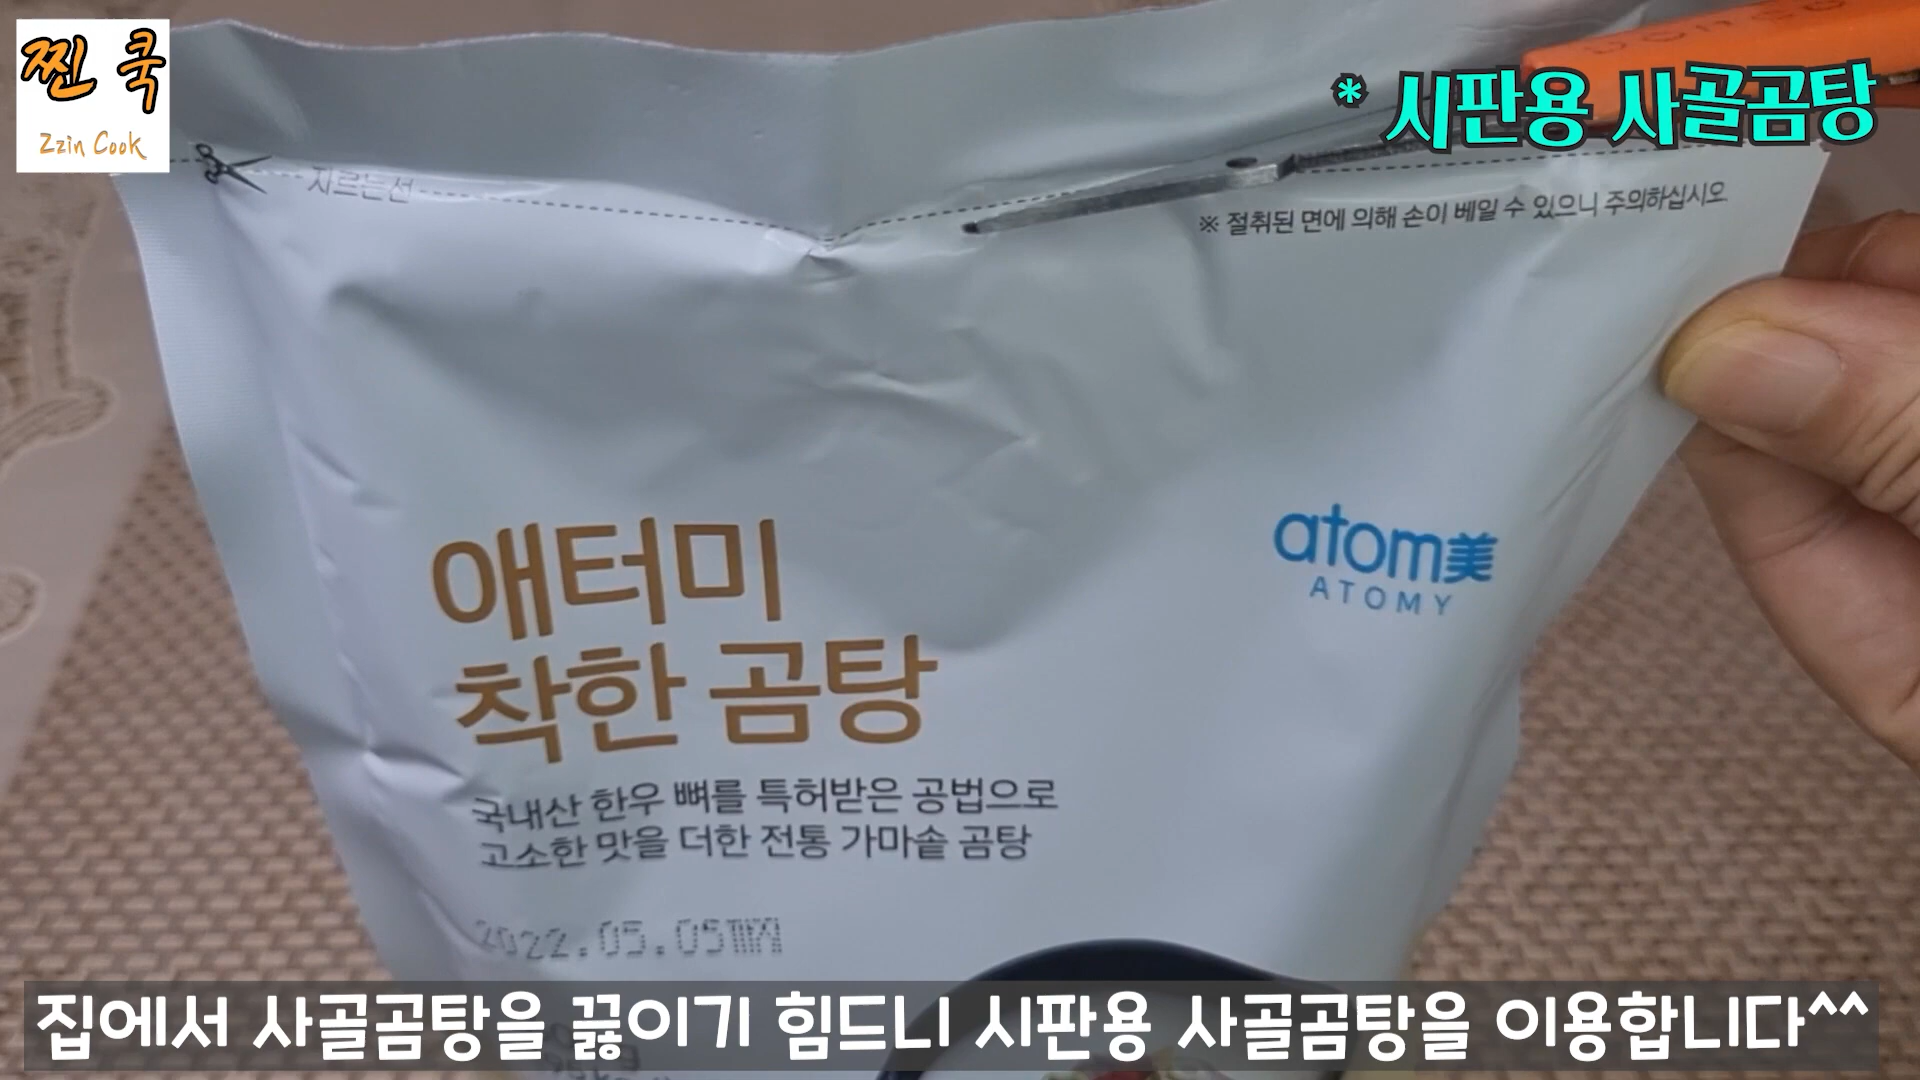 찐 쿡
Zzin Cook
* 시판용 사골곰탕
자르는선
※ 절취된 면에 의해 손이 베일 수 있으니 주의하십시오
애터미
착한 곰탕
atom美
ATOMY
국내산 한우 뼈를 특허받은 공법으로
고소한 맛을 더한 전통 가마솥 곰탕
2022.05.05
집에서 사골곰탕을 끓이기 힘드니 시판용 사골곰탕을 이용합니다^^